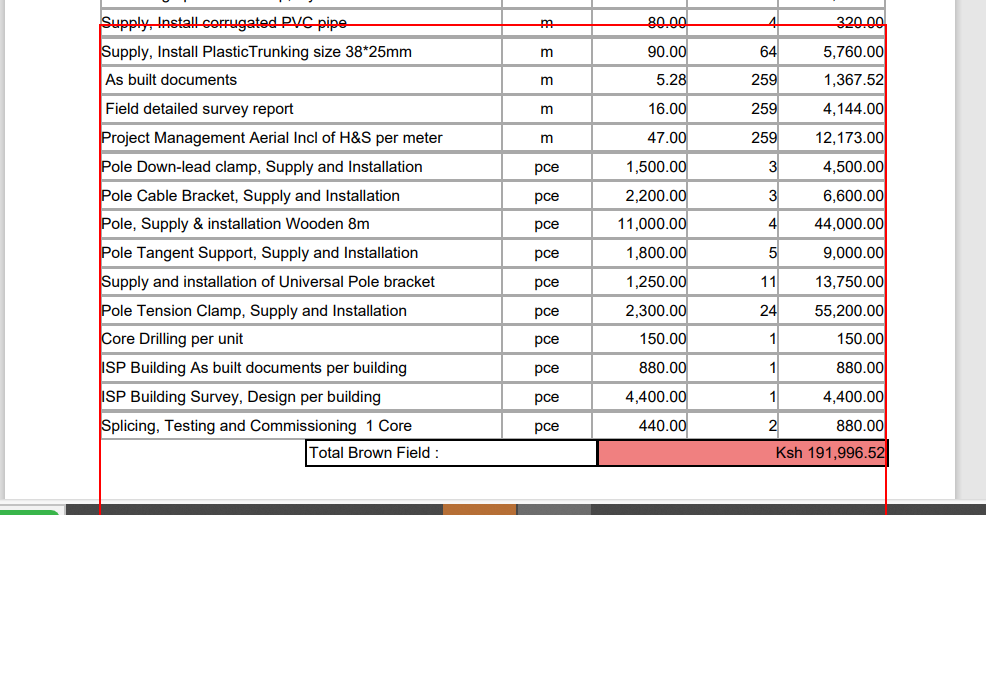 Supply, Install corrugated PVC pipe m 80.00 4 320.00
Supply, Install PlasticTrunking size 38*25mm m 90.00 64 5,760.00
As built documents m 5.28 259 1,367.52
Field detailed survey report m 16.00 259 4,144.00
Project Management Aerial Incl of H&S per meter m 47.00 259 12,173.00
Pole Down-lead clamp, Supply and Installation pce 1,500.00 3 4,500.00
Pole Cable Bracket, Supply and Installation pce 2,200.00 3 6,600.00
Pole, Supply & installation Wooden 8m pce 11,000.00 4 44,000.00
Pole Tangent Support, Supply and Installation pce 1,800.00 5 9,000.00
Supply and installation of Universal Pole bracket pce 1,250.00 11 13,750.00
Pole Tension Clamp, Supply and Installation pce 2,300.00 24 55,200.00
Core Drilling per unit pce 150.00 1 150.00
ISP Building As built documents per building pce 880.00 1 880.00
ISP Building Survey, Design per building pce 4,400.00 1 4,400.00
Splicing, Testing and Commissioning 1 Core pce 440.00 2 880.00
Total Brown Field : Ksh 191,996.52